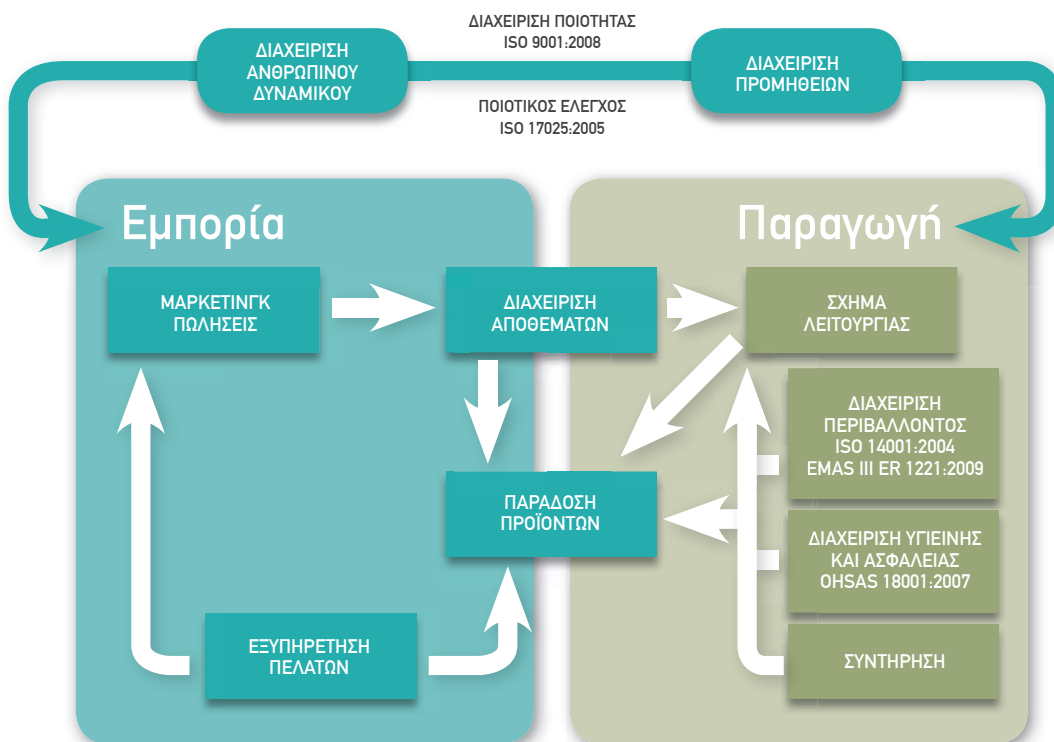 ΔΙΑΧΕΙΡΙΣΗ ΠΟΙΟΤΗΤΑΣ
ISO 9001:2008
ΔΙΑΧΕΙΡΙΣΗ
ΑΝΘΡΩΠΙΝΟΥ
ΔΥΝΑΜΙΚΟΥ
ΔΙΑΧΕΙΡΙΣΗ
ΠΡΟΜΗΘΕΙΩΝ
ΠΟΙΟΤΙΚΟΣ ΕΛΕΓΧΟΣ
ISO 17025:2005
Εμπορία
Παραγωγή
ΜΑΡΚΕΤΙΝΓΚ
ΠΩΛΗΣΕΙΣ
ΔΙΑΧΕΙΡΙΣΗ
ΑΠΟΘΕΜΑΤΩΝ
ΣΧΗΜΑ
ΛΕΙΤΟΥΡΓΙΑΣ
ΔΙΑΧΕΙΡΙΣΗ
ΠΕΡΙΒΑΛΛΟΝΤΟΣ
ISO 14001:2004
EMAS III ER 1221:2009
ΠΑΡΑΔΟΣΗ
ΠΡΟΪΟΝΤΩΝ
ΔΙΑΧΕΙΡΙΣΗ ΥΓΙΕΙΝΗΣ
ΚΑΙ ΑΣΦΑΛΕΙΑΣ
OHSAS 18001:2007
ΕΞΥΠΗΡΕΤΗΣΗ
ΠΕΛΑΤΩΝ
ΣΥΝΤΗΡΗΣΗ